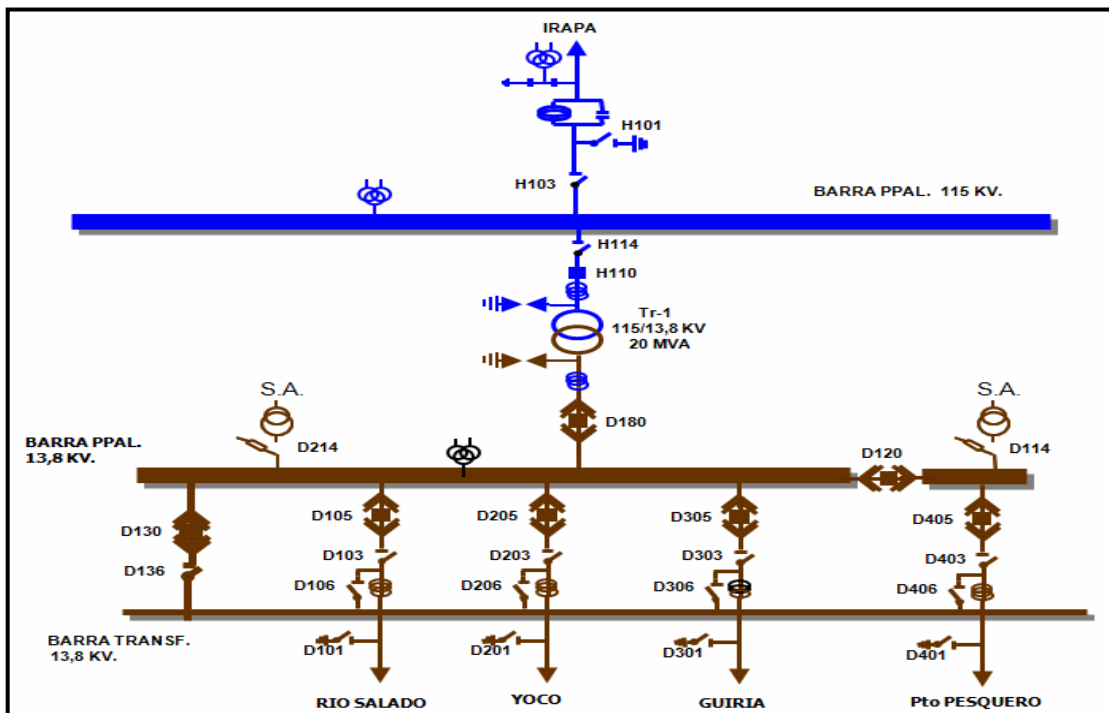 IRAPA
H101
H103
BARRA PPAL. 115 KV.
H114
H110
Tr-1
115/13,8 KV
20 MVA
S.A.
S.A.
D180
D214
D114
BARRA PPAL.
13,8 KV.
D120
D130
D105
D205
D305
D405
D136
D103
D203
D303
D403
D106
D206
D306
D406
BARRA TRANSF.
13,8 KV.
D101
D201
D301
D401
RIO SALADO
YOCO
GUIRIA
Pto PESQUERO